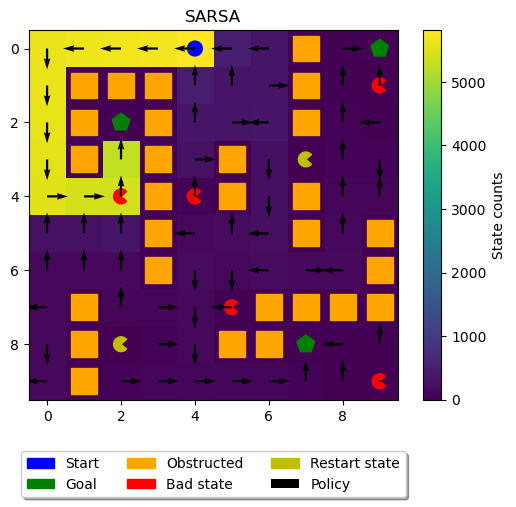 SARSA
0
2
4
6
8
0 2 4 6 8
5000
4000
3000
2000
1000
0
State counts
Start Obstructed Restart state
Goal Bad state Policy